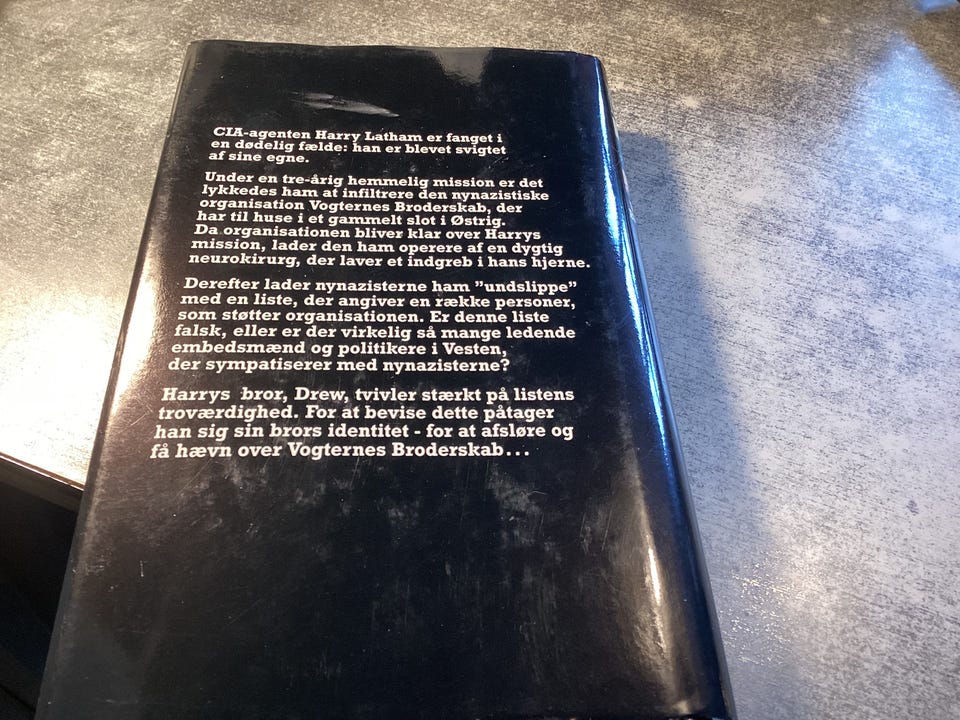 CIA-agenten Harry Latham er fanget i
en dødelig fælde: han er blevet svigtet
af sine egne.
Under en tre-årig hemmelig mission er det
lykkedes ham at infiltrere den nynazistiske
organisation Vogternes Broderskab, der
har til huse i et gammelt slot i Østrig.
Da organisationen bliver klar over Harrys
mission, lader den ham operere af en dygtig
neurokirurg, der laver et indgreb i hans hjerne.
Derefter lader nynazisterne ham ”undslippe”
med en liste, der angiver en række personer,
som støtter organisationen. Er denne liste
falsk, eller er der virkelig så mange ledende
embedsmænd og politikere i Vesten,
der sympatiserer med nynazisterne?
Harrys bror, Drew, tvivler stærkt på listens
troværdighed. For at bevise dette påtager
han sig sin brors identitet - for at afsløre og
få hævn over Vogternes Broderskab...